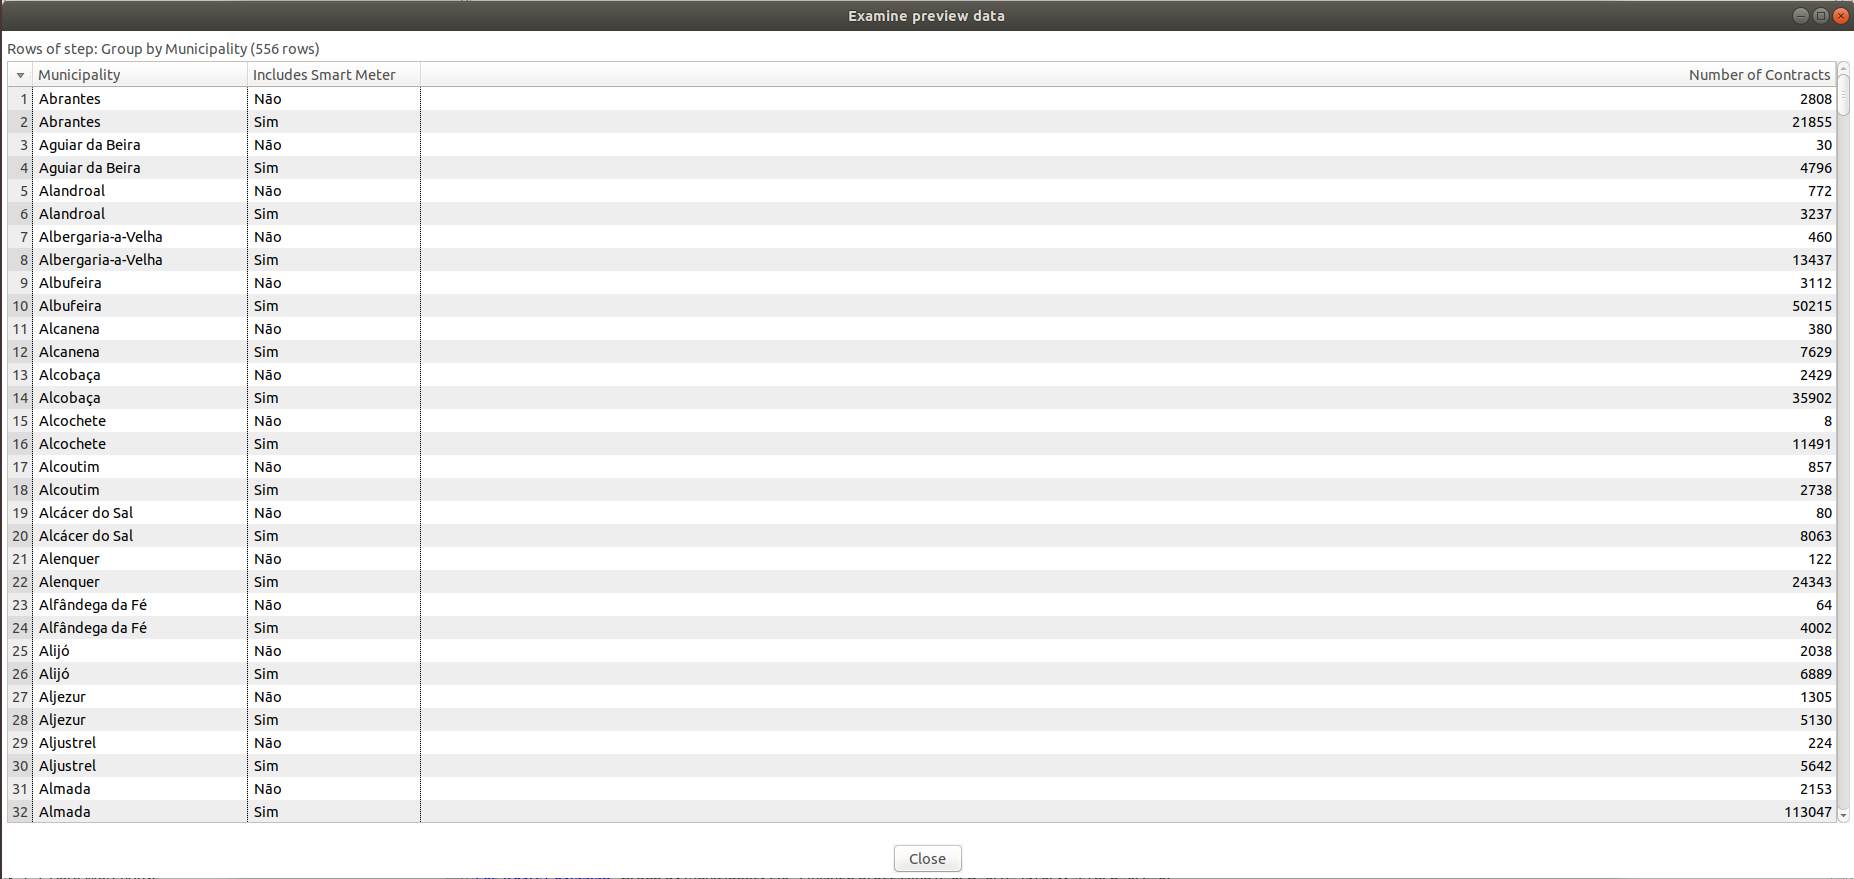 Examine preview data
Rows of step: Group by Municipality (556 rows)
Municipality Includes Smart Meter Number of Contracts
1 Abrantes Não 2808
2 Abrantes Sim 21855
3 Aguiar da Beira Não 30
4 Aguiar da Beira Sim 4796
5 Alandroal Não 772
6 Alandroal Sim 3237
7 Albergaria-a-Velha Não 460
8 Albergaria-a-Velha Sim 13437
9 Albufeira Não 3112
10 Albufeira Sim 50215
11 Alcanena Não 380
12 Alcanena Sim 7629
13 Alcobaça Não 2429
14 Alcobaça Sim 35902
15 Alcochete Não 8
16 Alcochete Sim 11491
17 Alcoutim Não 857
18 Alcoutim Sim 2738
19 Alcácer do Sal Não 80
20 Alcácer do Sal Sim 8063
21 Alenquer Não 122
22 Alenquer Sim 24343
23 Alfândega da Fé Não 64
24 Alfândega da Fé Sim 4002
25 Alijó Não 2038
26 Alijó Sim 6889
27 Aljezur Não 1305
28 Aljezur Sim 5130
29 Aljustrel Não 224
30 Aljustrel Sim 5642
31 Almada Não 2153
32 Almada Sim 113047
Close